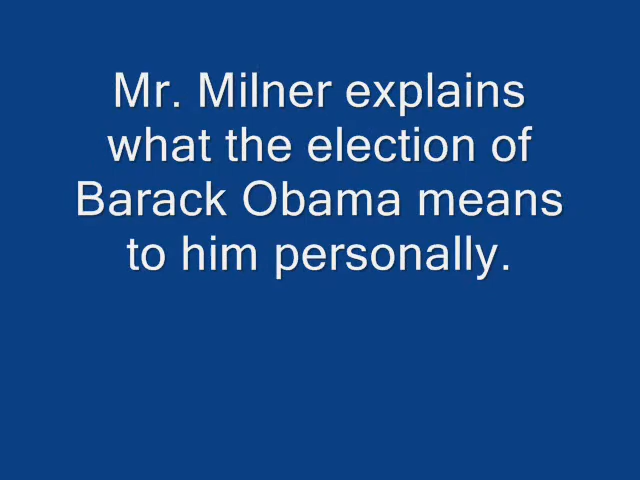 Mr. Milner explains
what the election of
Barack Obama means
to him personally.